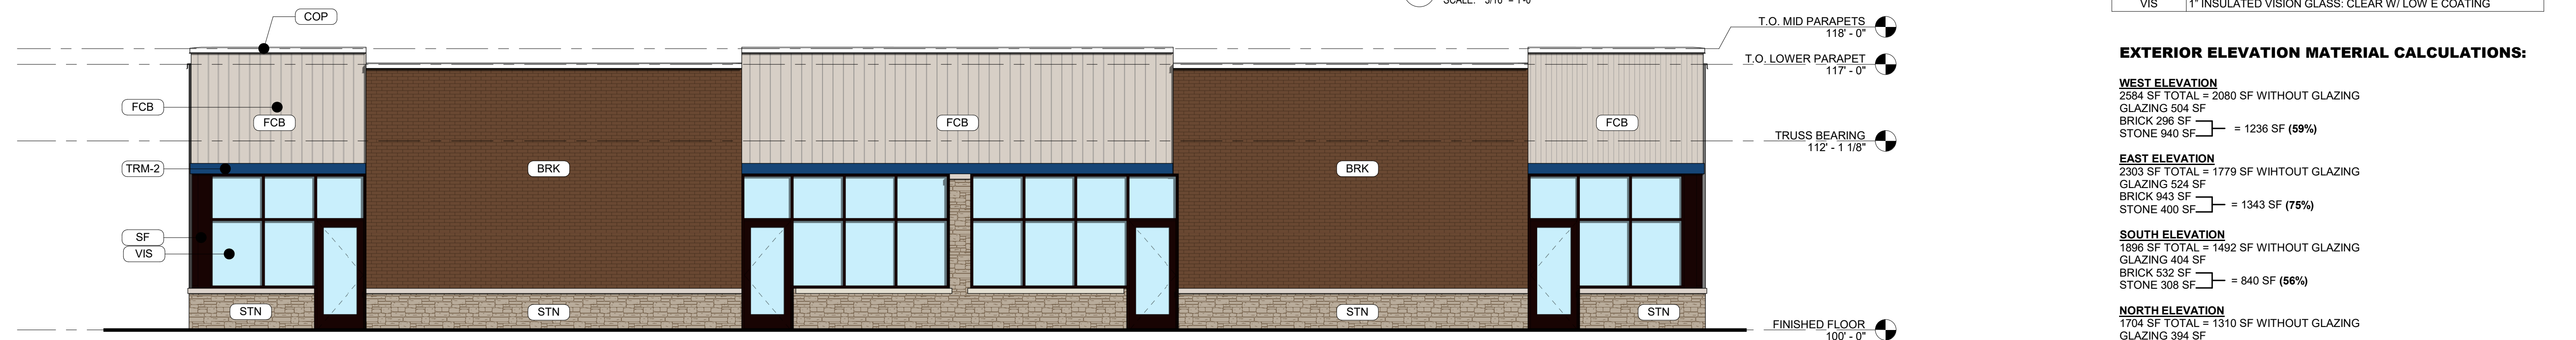 SCALE: 3/16" = 1'-0"
COP
FCB
FCB
TRM-2
SF
VIS
STN
BRK
STN
FCB
BRK
STN
FCB
STN
T.O. MID PARAPETS
118' - 0"
T.O. LOWER PARAPET
117' - 0"
TRUSS BEARING
112' - 1 1/8"
FINISHED FLOOR
100' - 0"
VIS 1" INSULATED VISION GLASS: CLEAR W/ LOW E COATING
EXTERIOR ELEVATION MATERIAL CALCULATIONS:
WEST ELEVATION
2584 SF TOTAL = 2080 SF WITHOUT GLAZING
GLAZING 504 SF
BRICK 296 SF
STONE 940 SF
= 1236 SF (59%)
EAST ELEVATION
2303 SF TOTAL = 1779 SF WIHTOUT GLAZING
GLAZING 524 SF
BRICK 943 SF
STONE 400 SF
= 1343 SF (75%)
SOUTH ELEVATION
1896 SF TOTAL = 1492 SF WITHOUT GLAZING
GLAZING 404 SF
BRICK 532 SF
STONE 308 SF
= 840 SF (56%)
NORTH ELEVATION
1704 SF TOTAL = 1310 SF WITHOUT GLAZING
GLAZING 394 SF